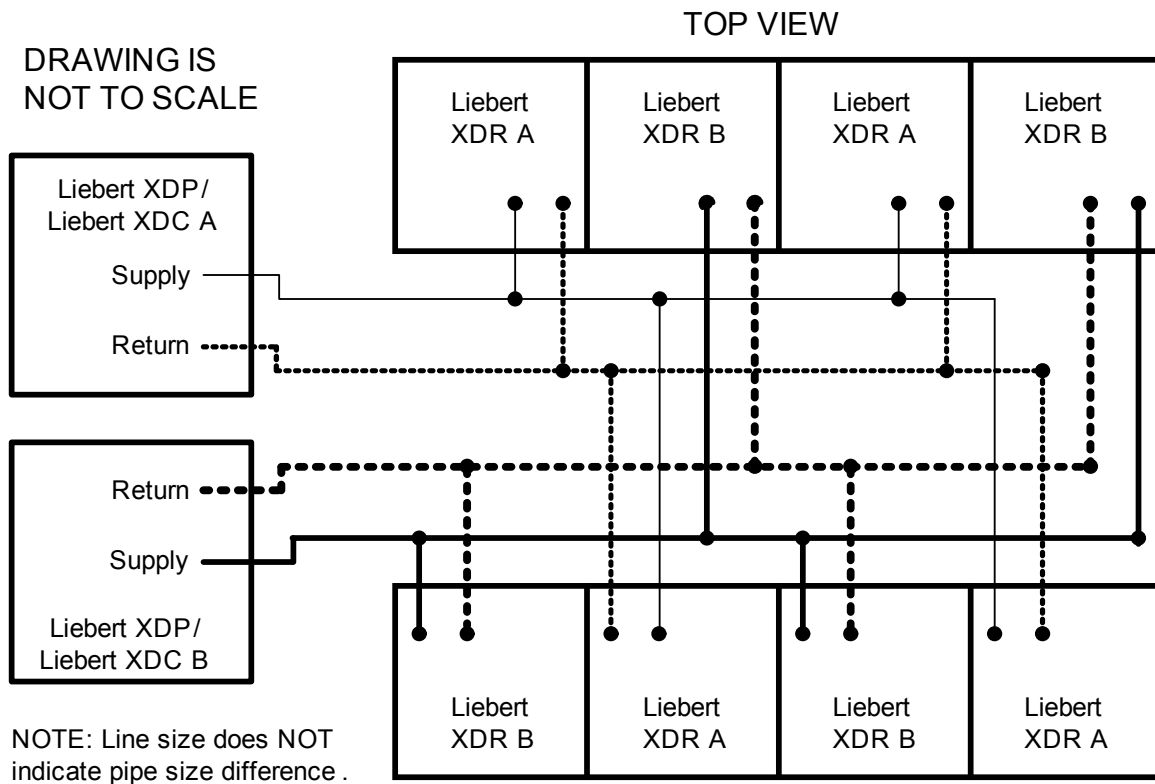 TOP VIEW
DRAWING IS
NOT TO SCALE
Liebert
XDR A
Liebert
XDR B
Liebert
XDR A
Liebert
XDR B
Liebert XDP/
Liebert XDC A
Supply
Return
Return
Supply
Liebert XDP/
Liebert XDC B
Liebert
XDR B
Liebert
XDR A
Liebert
XDR B
Liebert
XDR A
NOTE: Line size does NOT
indicate pipe size difference .